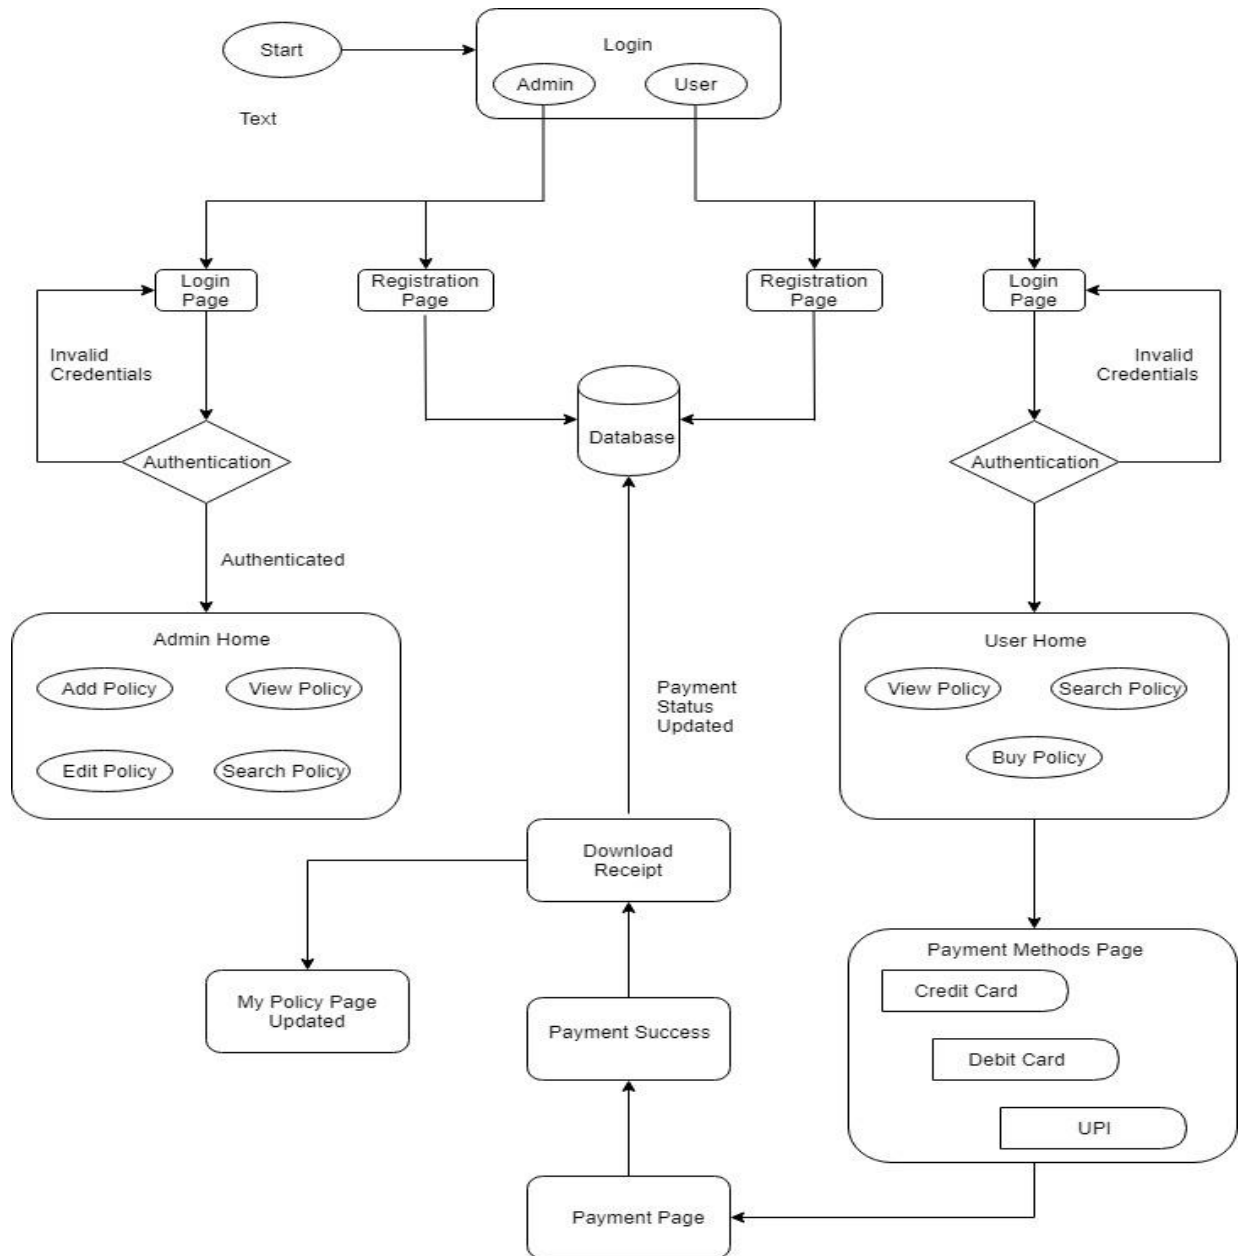 Start
Login
Admin
User
Text
Login
Page
Registration
Page
Registration
Page
Login
Page
Invalid
Credentials
Invalid
Credentials
Database
Authentication
Authentication
Authenticated
Admin Home
Add Policy
View Policy
Edit Policy
Search Policy
User Home
View Policy
Search Policy
Buy Policy
Payment
Status
Updated
Download
Receipt
My Policy Page
Updated
Payment Success
Payment Methods Page
Credit Card
Debit Card
UPI
Payment Page